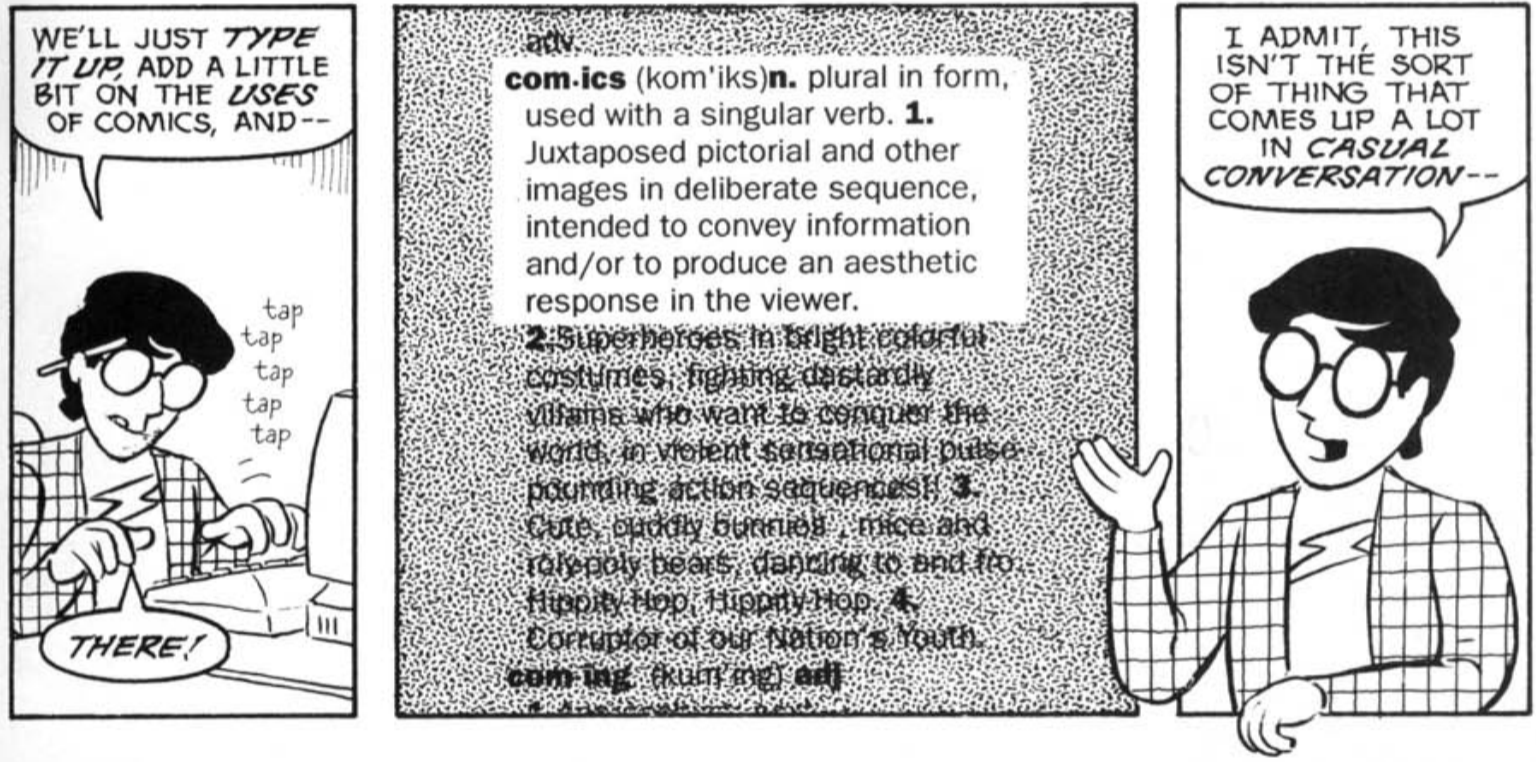 WE'LL JUST TYPE
IT UP, ADD A LITTLE
BIT ON THE USES
OF COMICS, AND--
tap
tap
tap
tap
tap
THERE!
adv.
com·ics (kom'iks)n. plural in form,
used with a singular verb. 1.
Juxtaposed pictorial and other
images in deliberate sequence,
intended to convey information
and/or to produce an aesthetic
response in the viewer.
2.Superheroes in bright colorful
costumes, fighting dastardly
villains who want to conquer the
world, in violent sensational pulse-
pounding action sequences!! 3.
Cute, cuddly bunnies , mice and
roly-poly bears, dancing to and fro.
Hippity Hop, Hippity Hop. 4.
Corruptor of our Nation's Youth.
com·ing (kum'ing) adj
I ADMIT, THIS
ISN'T THE SORT
OF THING THAT
COMES UP A LOT
IN CASUAL
CONVERSATION--